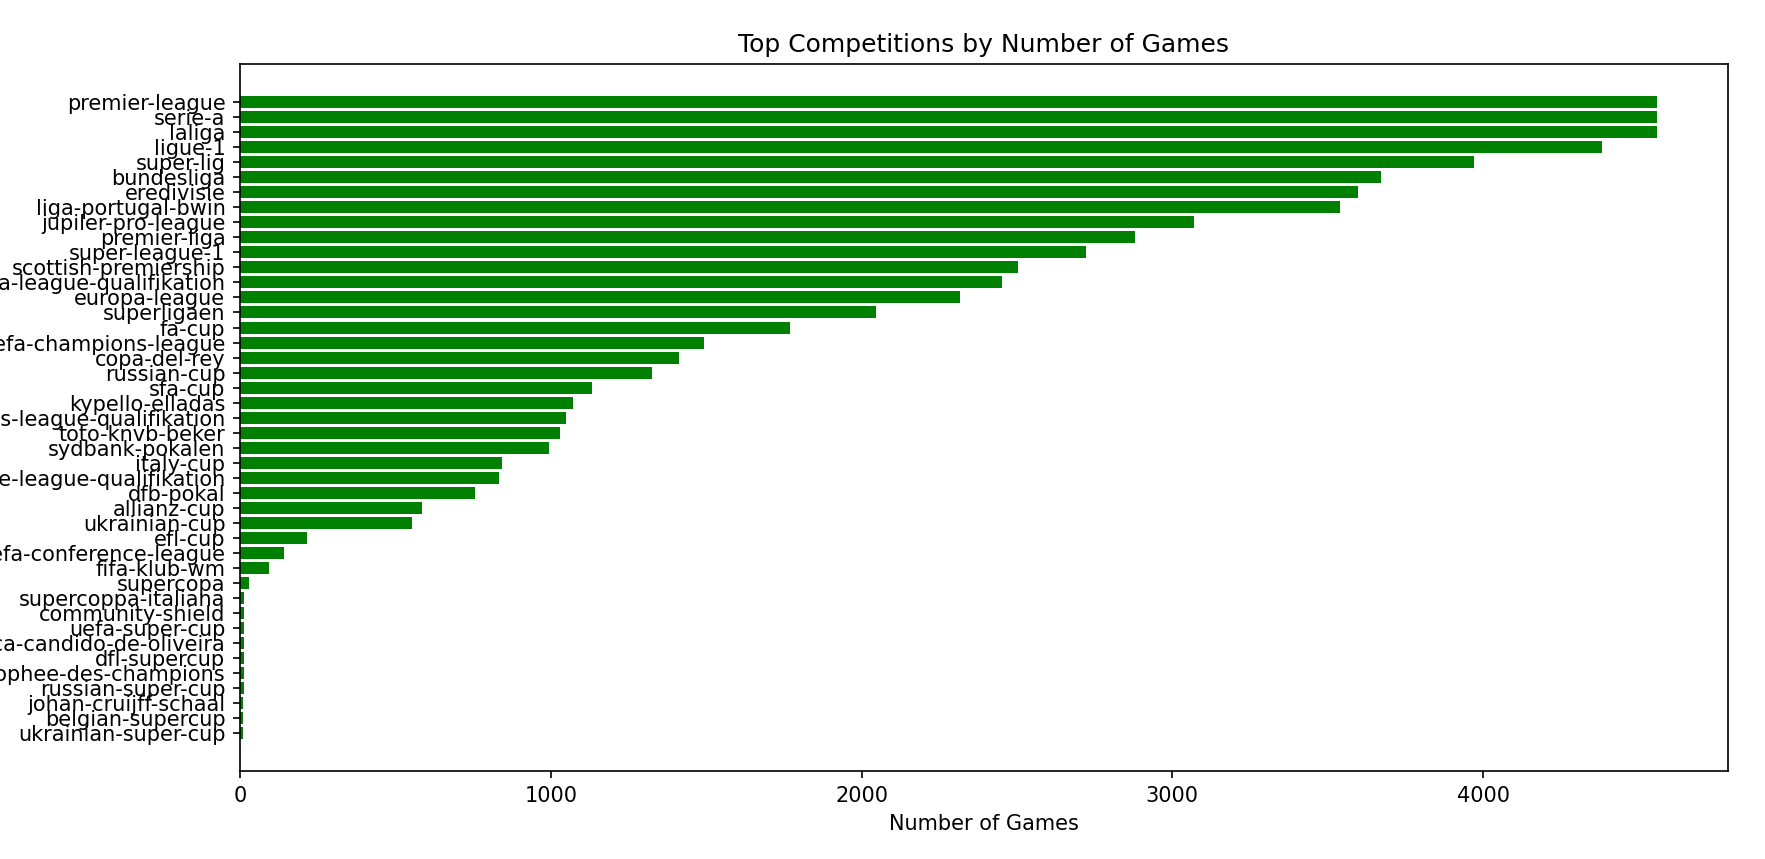 Top Competitions by Number of Games
premier-league
serie-a
laliga
ligue-1
super-lig
bundesliga
eredivisie
liga-portugal-bwin
jupiler-pro-league
premier-liga
super-league-1
scottish-premiership
a-league-qualifikation
europa-league
superligaen
fa-cup
efa-champions-league
copa-del-rey
russian-cup
sfa-cup
kypello-elladas
s-league-qualifikation
toto-knvb-beker
sydbank-pokalen
italy-cup
e-league-qualifikation
dfb-pokal
allianz-cup
ukrainian-cup
efl-cup
efa-conference-league
fifa-klub-wm
supercopa
supercoppa-italiana
community-shield
uefa-super-cup
ca-candido-de-oliveira
dfl-supercup
ophee-des-champions
russian-super-cup
johan-cruijff-schaal
belgian-supercup
ukrainian-super-cup
0 1000 2000 3000 4000
Number of Games